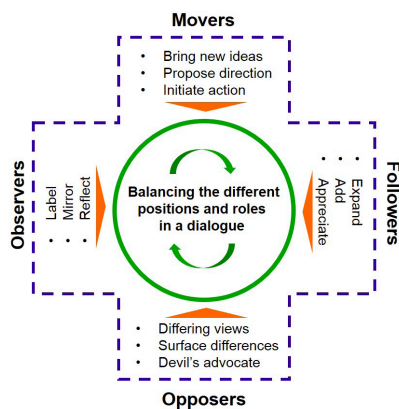 Movers
• Bring new ideas
• Propose direction
• Initiate action
Observers
• Label
• Mirror
• Reflect
Balancing the different
positions and roles
in a dialogue
• Expand
• Add
• Appreciate
Followers
• Differing views
• Surface differences
• Devil's advocate
Opposers